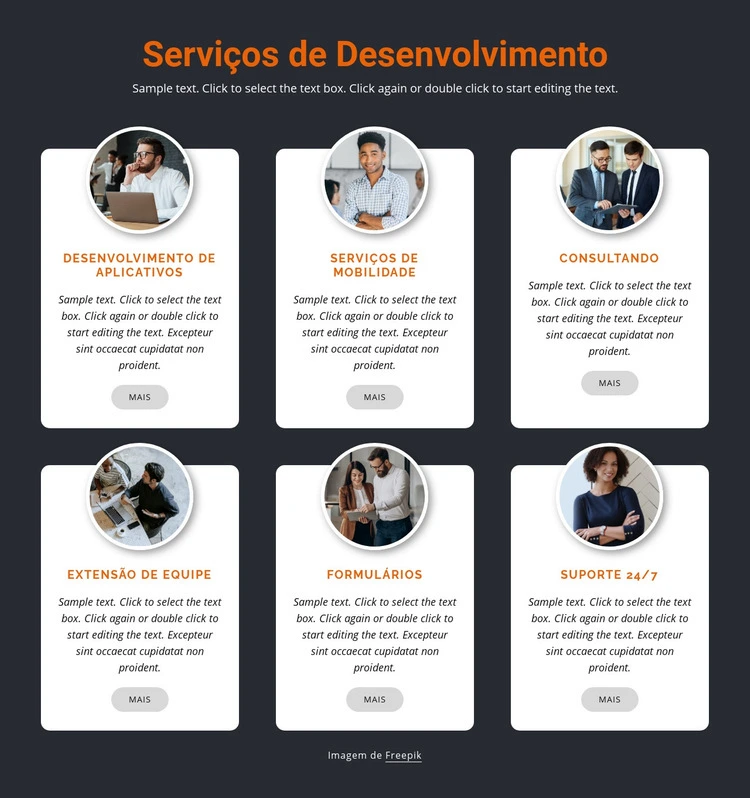 Serviços de Desenvolvimento
Sample text. Click to select the text box. Click again or double click to start editing the text.
DESENVOLVIMENTO DE
APLICATIVOS
Sample text. Click to select the text
box. Click again or double click to
start editing the text. Excepteur
sint occaecat cupidatat non
proident.
MAIS
SERVIÇOS DE
MOBILIDADE
Sample text. Click to select the text
box. Click again or double click to
start editing the text. Excepteur
sint occaecat cupidatat non
proident.
MAIS
CONSULTANDO
Sample text. Click to select the text
box. Click again or double click to
start editing the text. Excepteur
sint occaecat cupidatat non
proident.
MAIS
EXTENSÃO DE EQUIPE
Sample text. Click to select the text
box. Click again or double click to
start editing the text. Excepteur
sint occaecat cupidatat non
proident.
MAIS
FORMULÁRIOS
Sample text. Click to select the text
box. Click again or double click to
start editing the text. Excepteur
sint occaecat cupidatat non
proident.
MAIS
SUPORTE 24/7
Sample text. Click to select the text
box. Click again or double click to
start editing the text. Excepteur
sint occaecat cupidatat non
proident.
MAIS
Imagem de Freepik